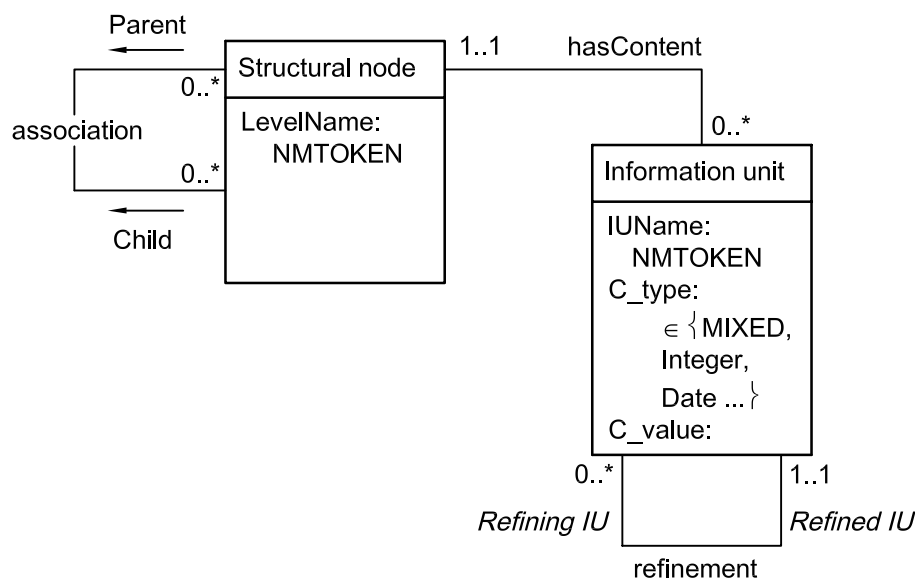 Parent
0..*
association
0..*
Child
Structural node
LevelName:
NMTOKEN
1..1
hasContent
0..*
Information unit
IUName:
NMTOKEN
C_type:
∈ {MIXED,
Integer,
Date ...}
C_value:
0..*
1..1
Refining IU
Refined IU
refinement